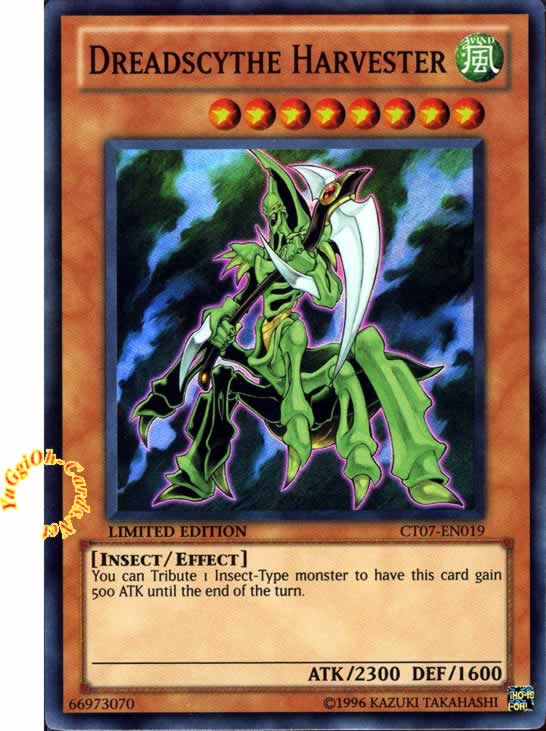 DREADSCYTHE HARVESTER
WIND
風
LIMITED EDITION
CT07-EN019
[INSECT/EFFECT]
You can Tribute 1 Insect-Type monster to have this card gain
500 ATK until the end of the turn.
ATK/2300 DEF/1600
66973070
©1996 KAZUKI TAKAHASHI
YuGgiOh-Cards.Net